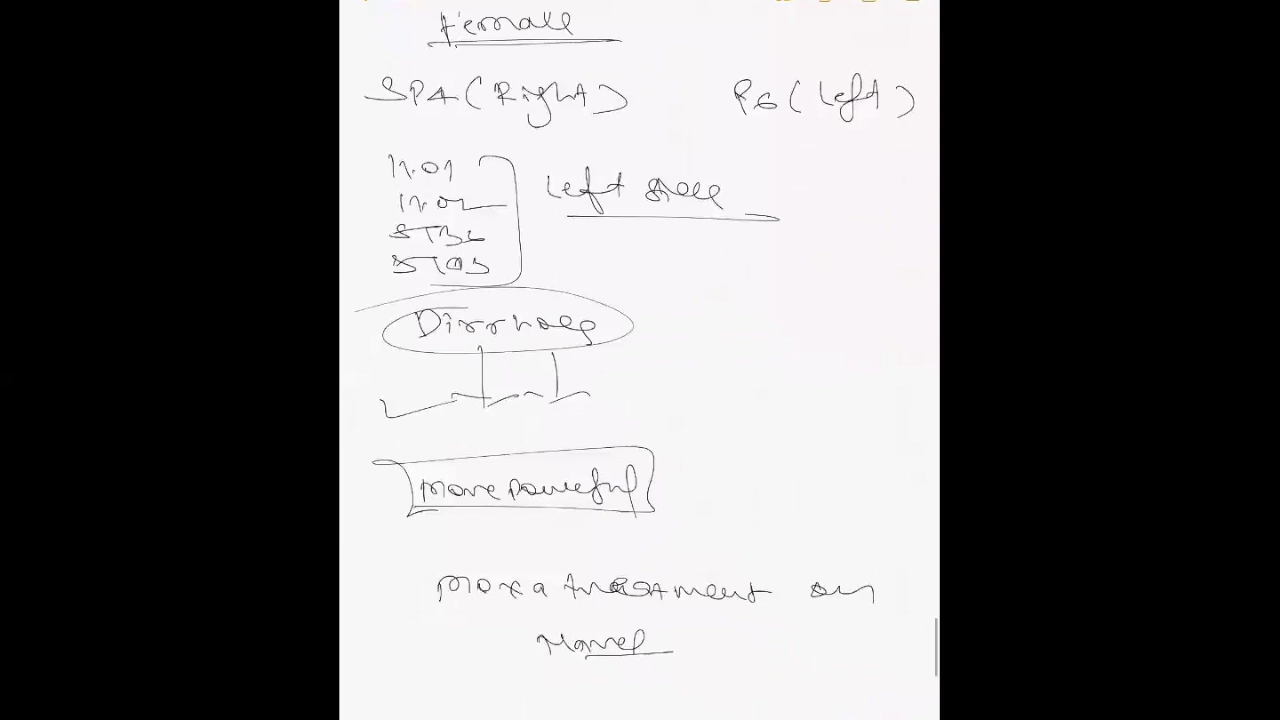 Female
SP4 (Right) P6 (Left)
11.01
11.02
ST36
ST25
Left side
Dirrhoea
More powerful
Moxa treatment on
Navel